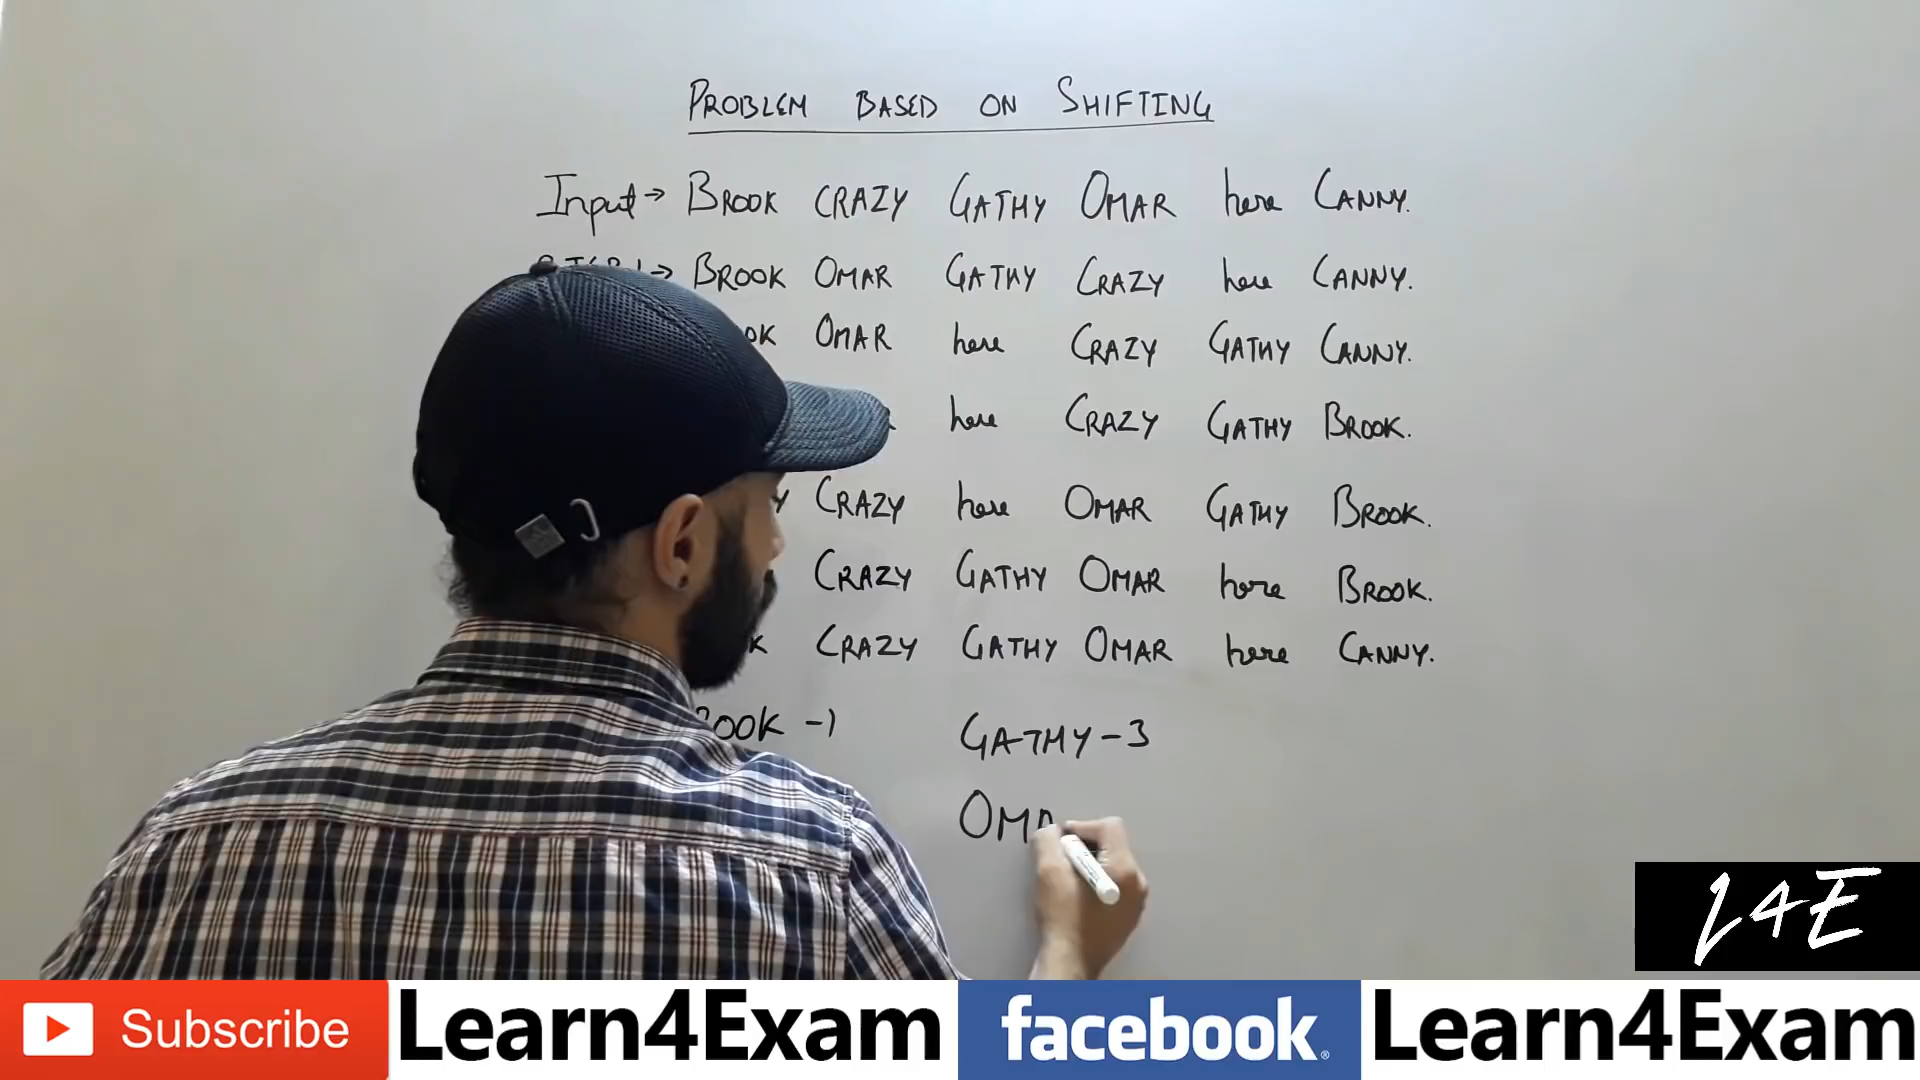 PROBLEM BASED ON SHIFTING
Input → BROOK CRAZY GATHY OMAR here CANNY.
→ BROOK OMAR GATHY CRAZY here CANNY.
OMAR here CRAZY GATHY CANNY.
here CRAZY GATHY BROOK.
CRAZY here OMAR GATHY BROOK.
CRAZY GATHY OMAR here BROOK.
CRAZY GATHY OMAR here CANNY.
BROOK -1 GATHY - 3
L4E
Subscribe Learn4Exam facebook Learn4Exam